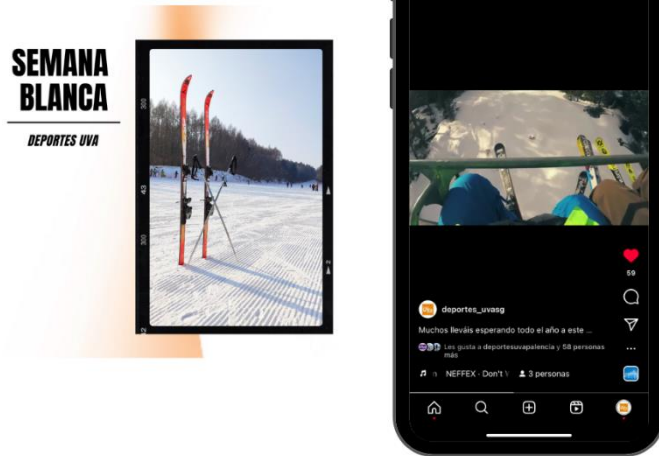 SEMANA
BLANCA
DEPORTES UVA
59
deportes_uvasg
Muchos lleváis esperando todo el año a este ...
Les gusta a deportesuvapalencia y 58 personas
más
NEFFEX - Don't
3 personas